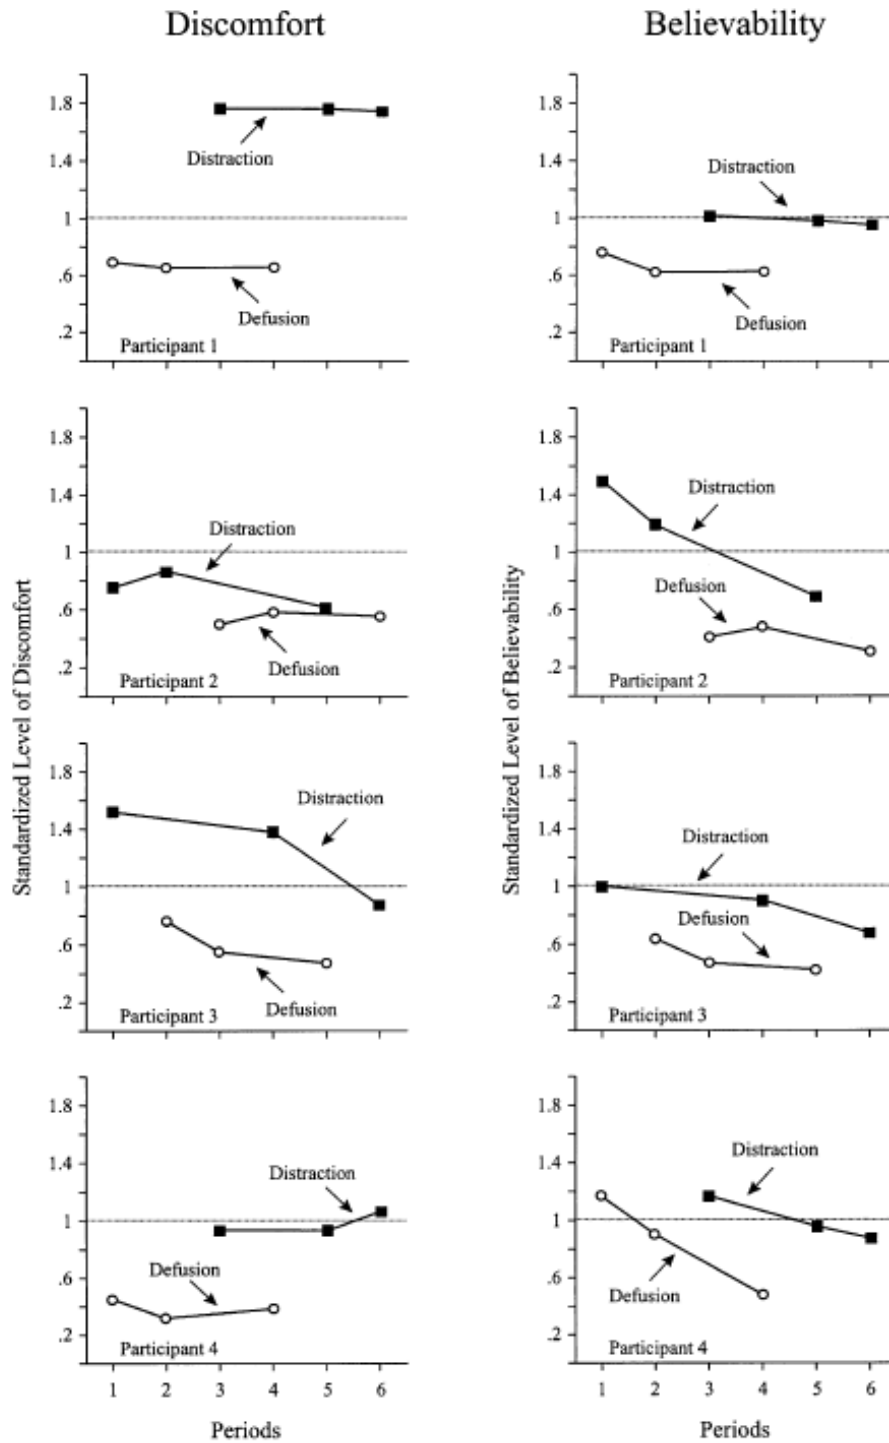 Discomfort
Believability
Standardized Level of Discomfort
1.8
1.4
1
.6
.2
Distraction
Defusion
Participant 1
1.8
1.4
1
.6
.2
Distraction
Defusion
Participant 2
1.8
1.4
1
.6
.2
Distraction
Defusion
Participant 3
1.8
1.4
1
.6
.2
Distraction
Defusion
Participant 4
1 2 3 4 5 6
Periods
Standardized Level of Believability
1.8
1.4
1
.6
.2
Distraction
Defusion
Participant 1
1.8
1.4
1
.6
.2
Distraction
Defusion
Participant 2
1.8
1.4
1
.6
.2
Distraction
Defusion
Participant 3
1.8
1.4
1
.6
.2
Distraction
Defusion
Participant 4
1 2 3 4 5 6
Periods